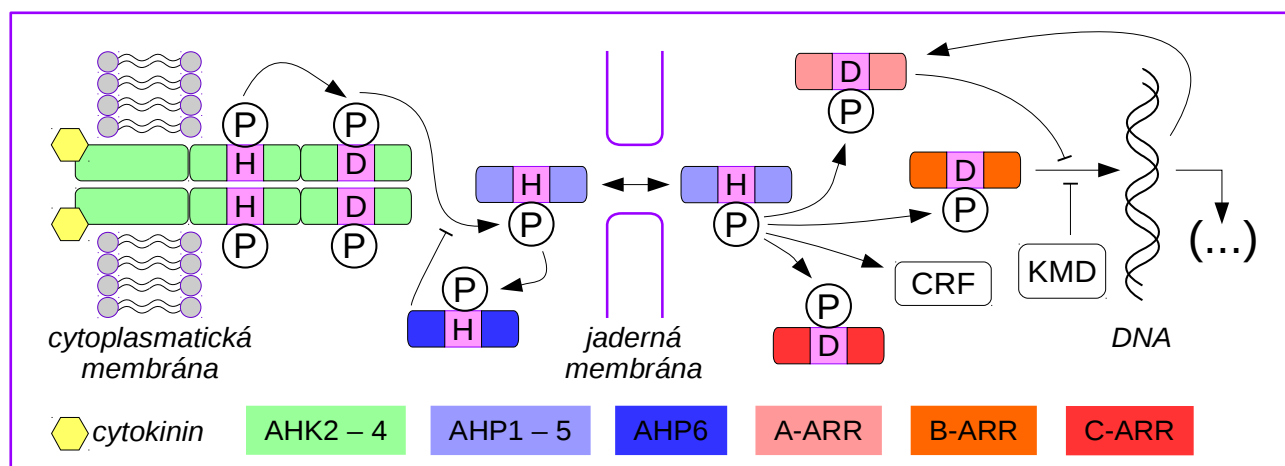 D
P
P
P
H
D
H
D
P
P
H
P
P
H
H
P
D
P
P
D
CRF
KMD
(...)
cytoplasmatická
membrána
jaderná
membrána
DNA
cytokinin
AHK2 – 4
AHP1 – 5
AHP6
A-ARR
B-ARR
C-ARR